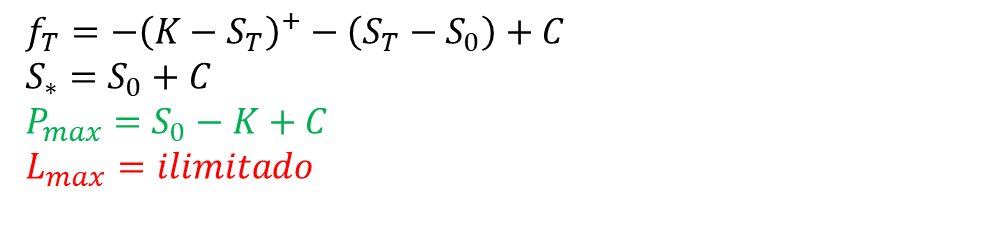 f_T = −(K − S_T)⁺ − (S_T − S_0) + C
S_* = S_0 + C
P_max = S_0 − K + C
L_max = ilimitado